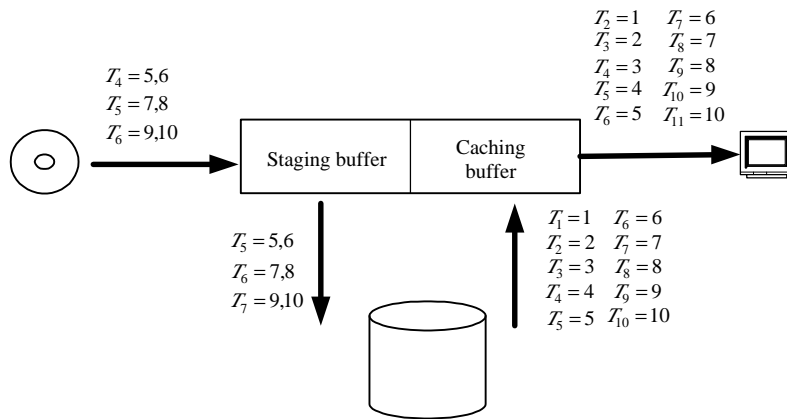 T₂ = 1 T₇ = 6
T₃ = 2 T₈ = 7
T₄ = 3 T₉ = 8
T₅ = 4 T₁₀ = 9
T₆ = 5 T₁₁ = 10
T₄ = 5,6
T₅ = 7,8
T₆ = 9,10
Staging buffer
Caching
buffer
T₅ = 5,6
T₆ = 7,8
T₇ = 9,10
T₁ = 1 T₆ = 6
T₂ = 2 T₇ = 7
T₃ = 3 T₈ = 8
T₄ = 4 T₉ = 9
T₅ = 5 T₁₀ = 10